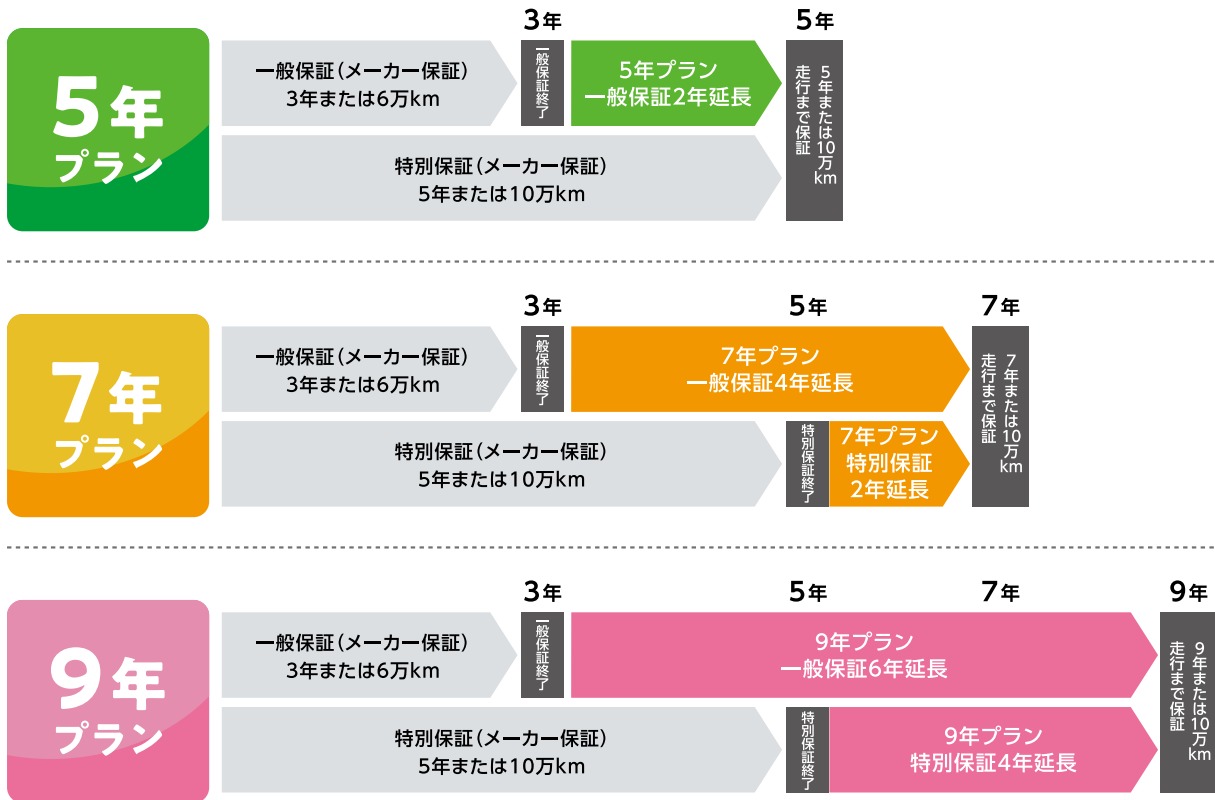 5年
プラン
3年
5年
一般保証（メーカー保証）
3年または6万km
一般保証終了
5年プラン
一般保証2年延長
特別保証（メーカー保証）
5年または10万km
5年または10万km
走行まで保証
7年
プラン
3年
5年
7年
一般保証（メーカー保証）
3年または6万km
一般保証終了
7年プラン
一般保証4年延長
特別保証（メーカー保証）
5年または10万km
特別保証終了
7年プラン
特別保証
2年延長
7年または10万km
走行まで保証
9年
プラン
3年
5年
7年
9年
一般保証（メーカー保証）
3年または6万km
一般保証終了
9年プラン
一般保証6年延長
特別保証（メーカー保証）
5年または10万km
特別保証終了
9年プラン
特別保証4年延長
9年または10万km
走行まで保証